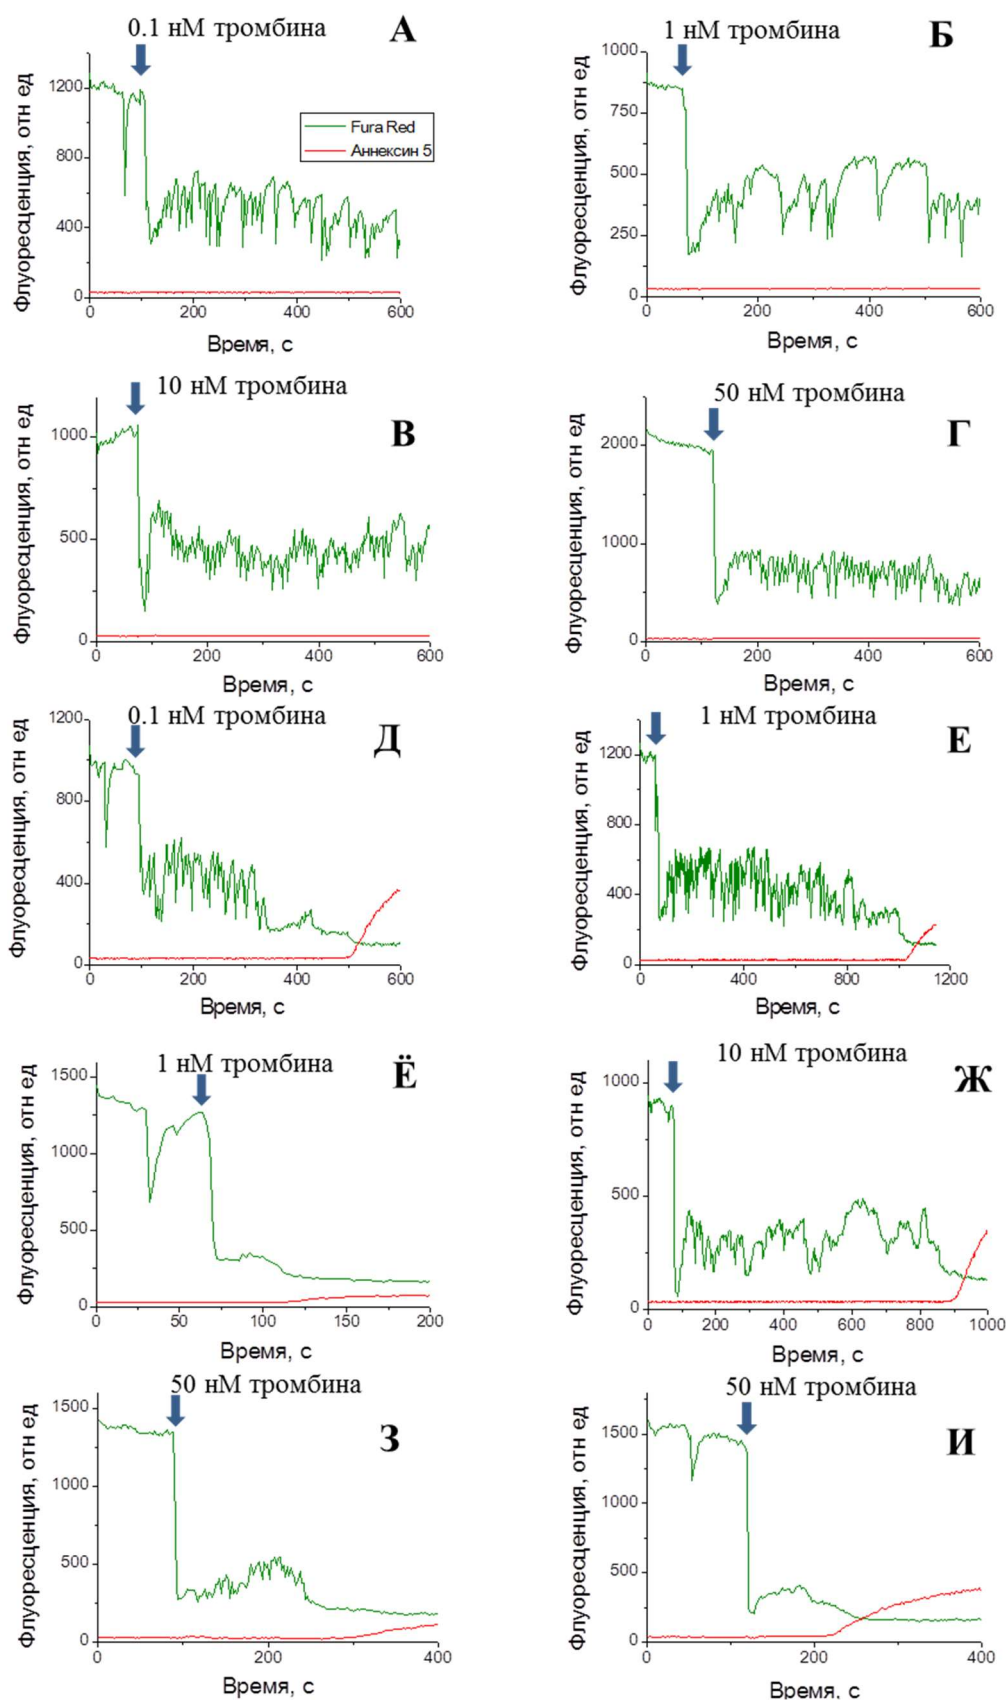 0.1 нМ тромбина
А
Флуоресценция, отн ед
1200
800
400
0
Fura Red
Аннексин 5
0 200 400 600
Время, с
1 нМ тромбина
Б
Флуоресценция, отн ед
1000
750
500
250
0
0 200 400 600
Время, с
10 нМ тромбина
В
Флуоресценция, отн ед
1000
500
0
0 200 400 600
Время, с
50 нМ тромбина
Г
Флуоресценция, отн ед
2000
1000
0
0 200 400 600
Время, с
0.1 нМ тромбина
Д
Флуоресценция, отн ед
1200
800
400
0
0 200 400 600
Время, с
1 нМ тромбина
Е
Флуоресценция, отн ед
1200
800
400
0
0 400 800 1200
Время, с
1 нМ тромбина
Ё
Флуоресценция, отн ед
1500
1000
500
0
0 50 100 150 200
Время, с
10 нМ тромбина
Ж
Флуоресценция, отн ед
1000
500
0
0 200 400 600 800 1000
Время, с
50 нМ тромбина
З
Флуоресценция, отн ед
1500
1000
500
0
0 200 400
Время, с
50 нМ тромбина
И
Флуоресценция, отн ед
1500
1000
500
0
0 200 400
Время, с